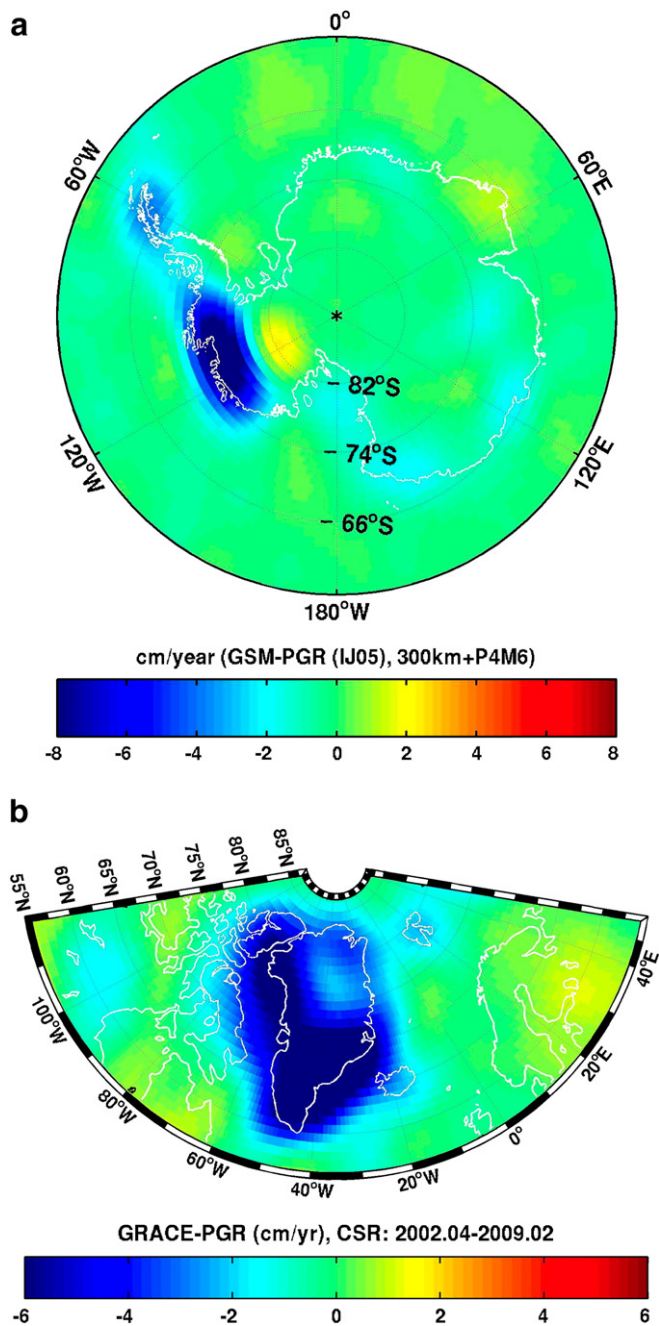 a
0°
60°W
60°E
*
82°S
74°S
120°W
120°E
66°S
180°W
cm/year (GSM-PGR (IJ05), 300km+P4M6)
-8 -6 -4 -2 0 2 4 6 8
b
55°N 60°N 65°N 70°N 75°N 80°N 85°N
100°W 80°W 60°W 40°W 20°W 0° 20°E 40°E
GRACE-PGR (cm/yr), CSR: 2002.04-2009.02
-6 -4 -2 0 2 4 6